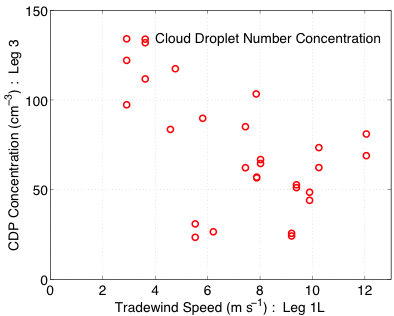 150
100
50
0
CDP Concentration (cm⁻³) : Leg 3
Cloud Droplet Number Concentration
0 2 4 6 8 10 12
Tradewind Speed (m s⁻¹) : Leg 1L